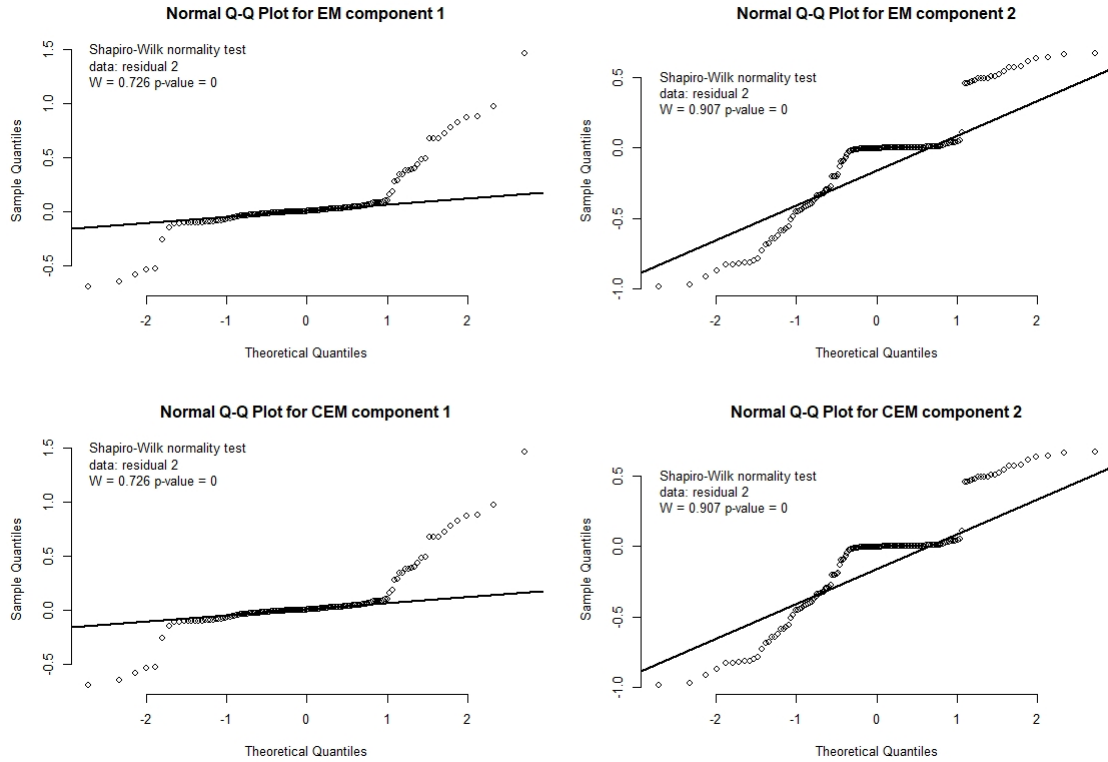 Normal Q-Q Plot for EM component 1
Shapiro-Wilk normality test
data: residual 2
W = 0.726 p-value = 0
Sample Quantiles
1.5
1.0
0.5
0.0
-0.5
-2 -1 0 1 2
Theoretical Quantiles
Normal Q-Q Plot for EM component 2
Shapiro-Wilk normality test
data: residual 2
W = 0.907 p-value = 0
Sample Quantiles
0.5
0.0
-0.5
-1.0
-2 -1 0 1 2
Theoretical Quantiles
Normal Q-Q Plot for CEM component 1
Shapiro-Wilk normality test
data: residual 2
W = 0.726 p-value = 0
Sample Quantiles
1.5
1.0
0.5
0.0
-0.5
-2 -1 0 1 2
Theoretical Quantiles
Normal Q-Q Plot for CEM component 2
Shapiro-Wilk normality test
data: residual 2
W = 0.907 p-value = 0
Sample Quantiles
0.5
0.0
-0.5
-1.0
-2 -1 0 1 2
Theoretical Quantiles